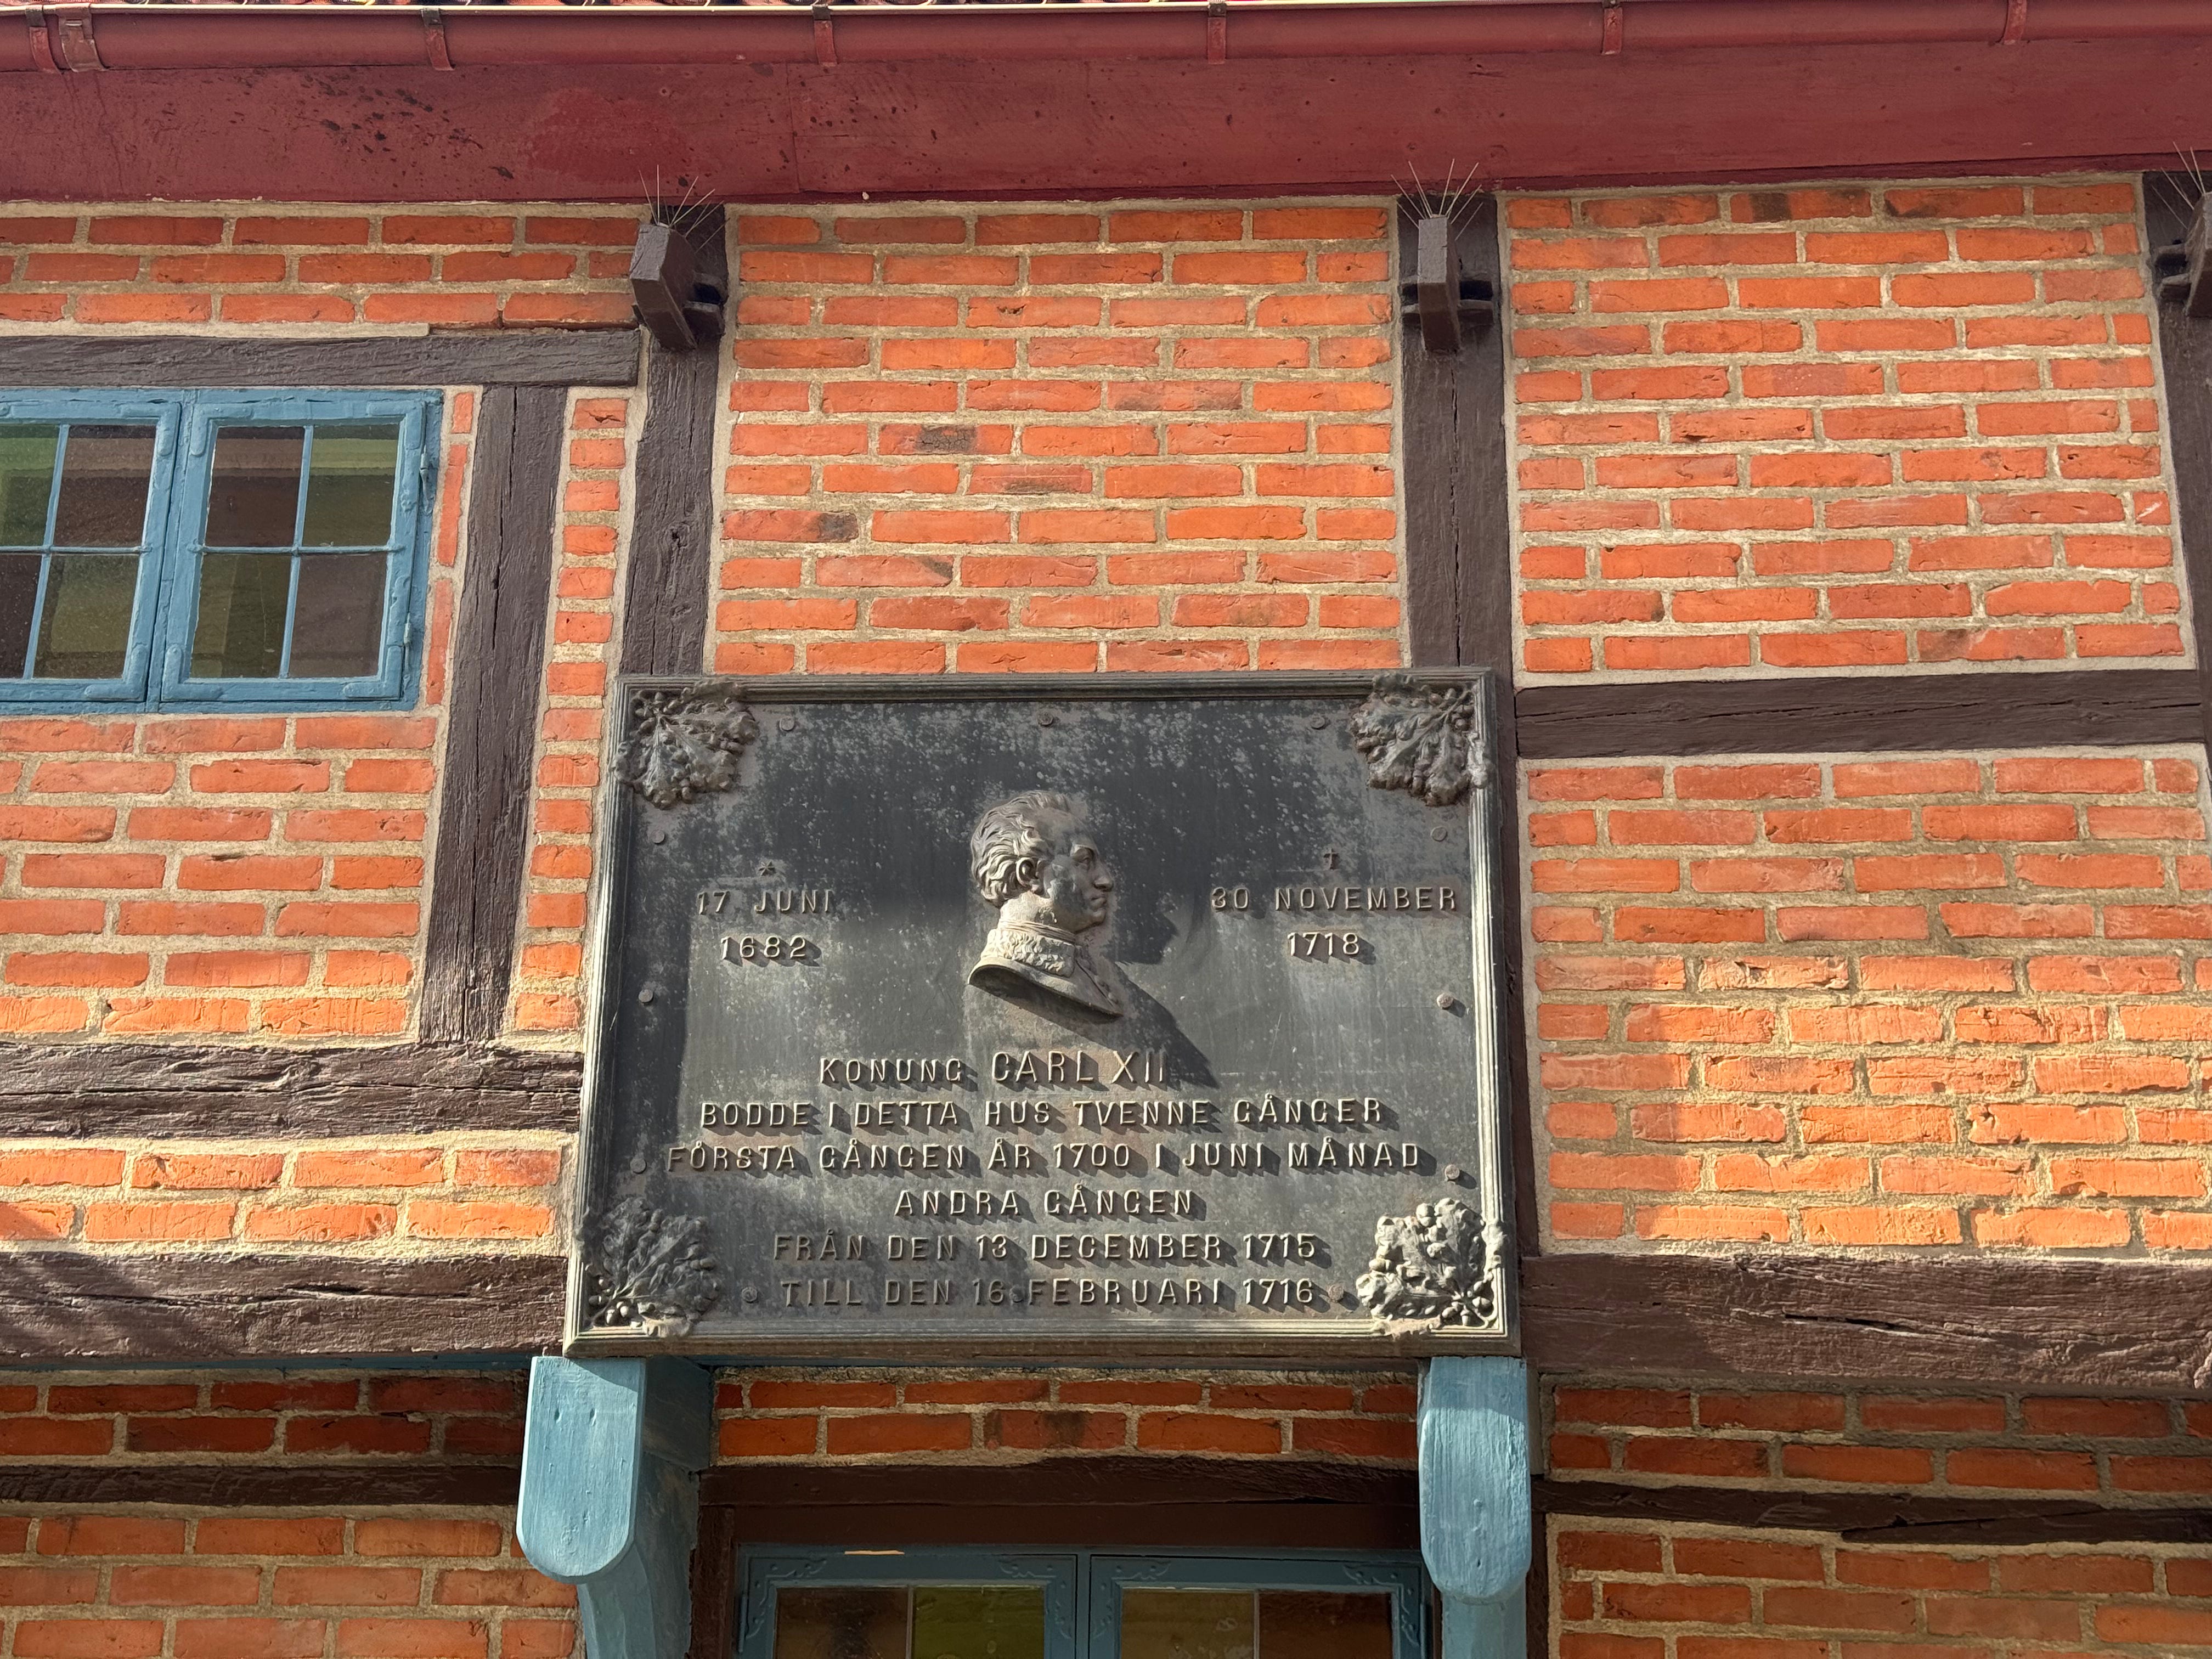 * †
17 JUNI 30 NOVEMBER
1682 1718
KONUNG CARL XII
BODDE I DETTA HUS TVENNE GÅNGER
FÖRSTA GÅNGEN ÅR 1700 I JUNI MÅNAD
ANDRA GÅNGEN
FRÅN DEN 13 DECEMBER 1715
TILL DEN 16 FEBRUARI 1716